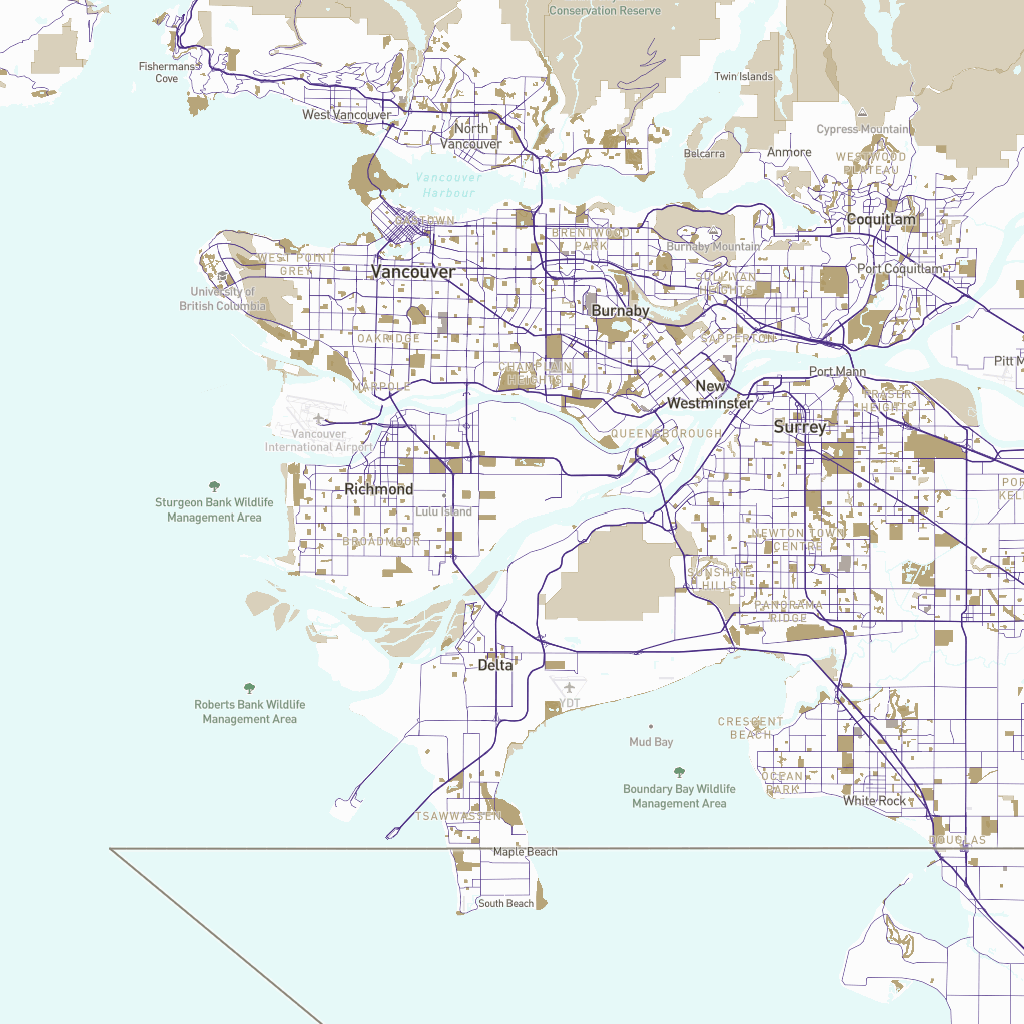 Conservation Reserve
Fishermans
Cove
Twin Islands
West Vancouver
North
Vancouver
Cypress Mountain
Belcarra
Anmore
WESTWOOD
PLATEAU
Vancouver
Harbour
GASTOWN
Coquitlam
BRENTWOOD
PARK
Burnaby Mountain
WEST POINT
GREY
Vancouver
Port Coquitlam
SULLIVAN
HEIGHTS
University of
British Columbia
Burnaby
OAKRIDGE
SAPPERTON
Pitt M
CHAMPLAIN
HEIGHTS
Port Mann
MARPOLE
New
Westminster
FRASER
HEIGHTS
Surrey
Vancouver
International Airport
QUEENSBOROUGH
Richmond
POR
KEL
Sturgeon Bank Wildlife
Management Area
Lulu Island
BROADMOOR
NEWTON TOWN
CENTRE
SUNSHINE
HILLS
PANORAMA
RIDGE
Delta
YDT
Roberts Bank Wildlife
Management Area
CRESCENT
BEACH
Mud Bay
OCEAN
PARK
Boundary Bay Wildlife
Management Area
White Rock
TSAWWASSEN
DOUGLAS
Maple Beach
South Beach